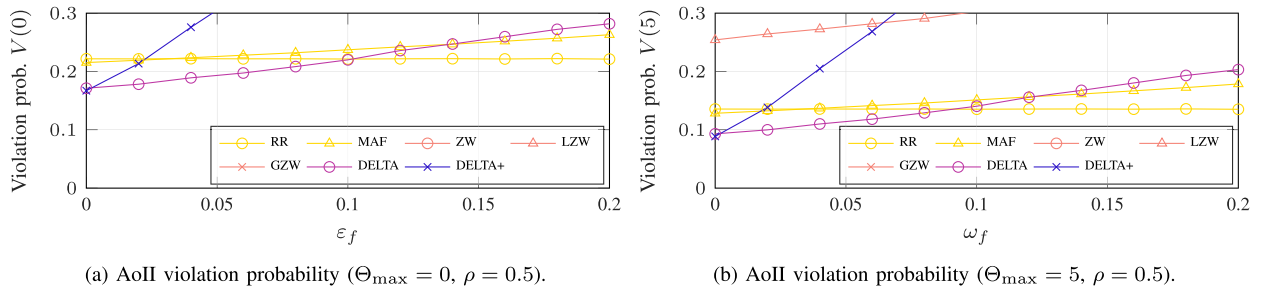 0.3
0.2
0.1
0
Violation prob. V(0)
RR MAF ZW LZW
GZW DELTA DELTA+
0 0.05 0.1 0.15 0.2
ε_f
(a) AoII violation probability (Θ_max = 0, ρ = 0.5).
0.3
0.2
0.1
0
Violation prob. V(5)
RR MAF ZW LZW
GZW DELTA DELTA+
0 0.05 0.1 0.15 0.2
ω_f
(b) AoII violation probability (Θ_max = 5, ρ = 0.5).